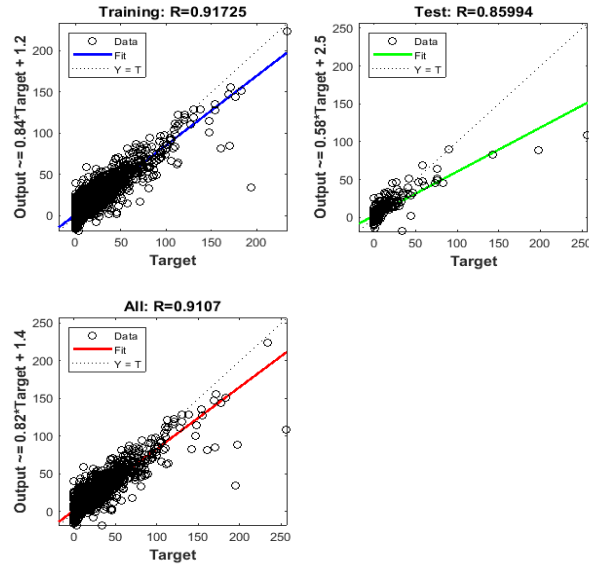 Training: R=0.91725
Output ~= 0.84*Target + 1.2
Data
Fit
Y = T
200
150
100
50
0
0
50
100
150
200
Target
Test: R=0.85994
Output ~= 0.58*Target + 2.5
Data
Fit
Y = T
250
200
150
100
50
0
0
50
100
150
200
250
Target
All: R=0.9107
Output ~= 0.82*Target + 1.4
Data
Fit
Y = T
250
200
150
100
50
0
0
50
100
150
200
250
Target